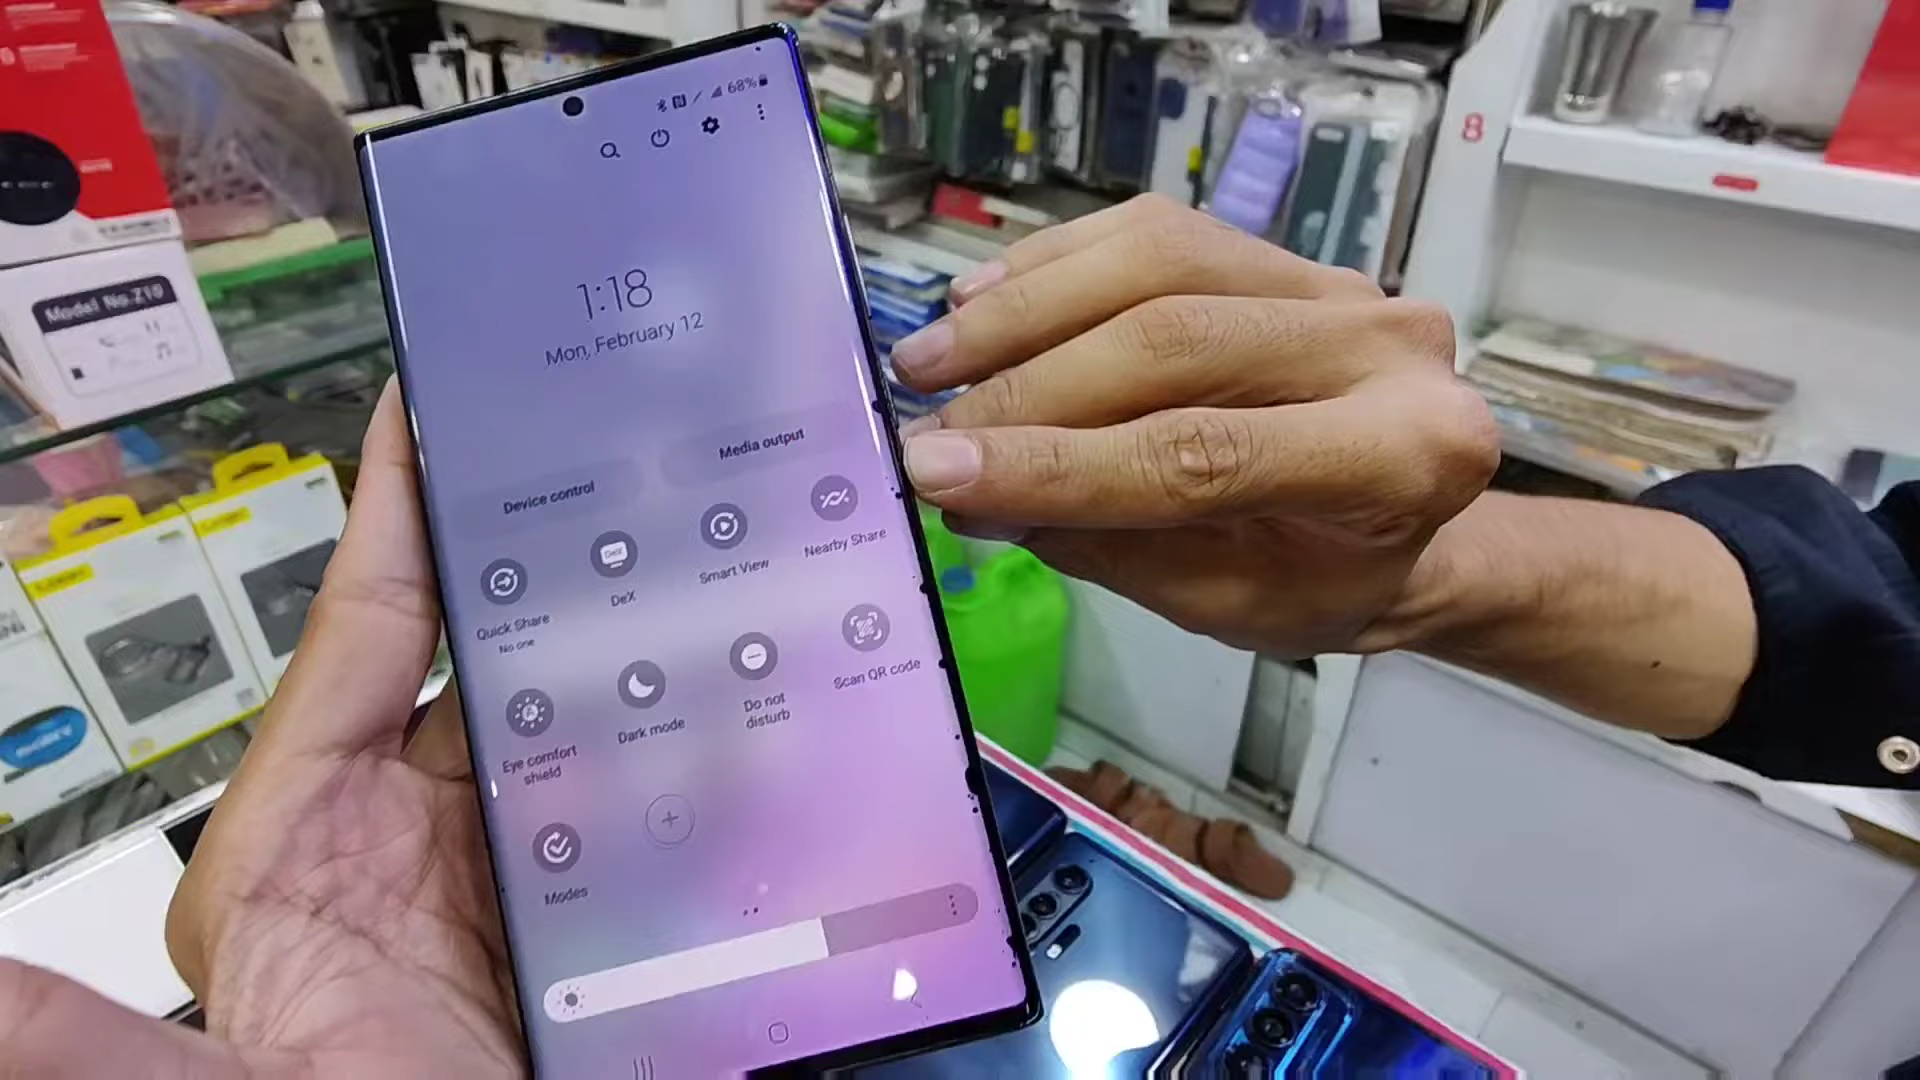 68%
1:18
Mon, February 12
Device control
Media output
Quick Share
No one
DeX
DeX
Smart View
Nearby Share
Eye comfort
shield
Dark mode
Do not
disturb
Scan QR code
Modes
Model No.Z10
8